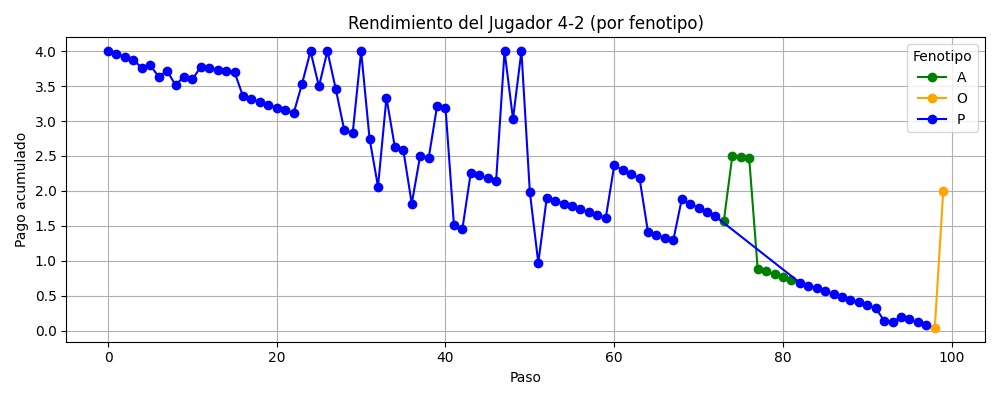 Rendimiento del Jugador 4-2 (por fenotipo)
Pago acumulado
4.0
3.5
3.0
2.5
2.0
1.5
1.0
0.5
0.0
Fenotipo
A
O
P
0
20
40
60
80
100
Paso